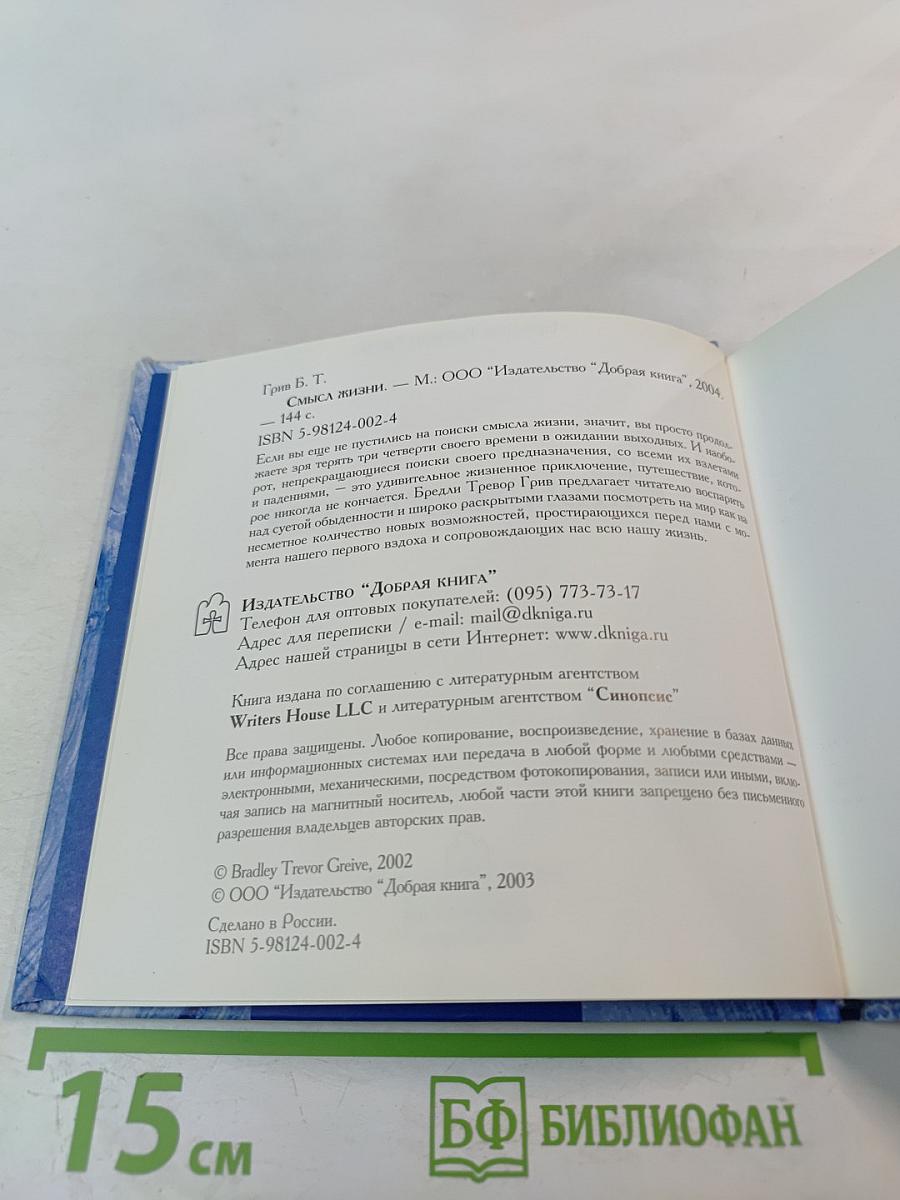 Грив Б. Т.
Смысл жизни. — М.: ООО “Издательство “Добрая книга”, 2004.
— 144 с.
ISBN 5-98124-002-4
Если вы еще не пустились на поиски смысла жизни, значит, вы просто продол-
жаете зря терять три четверти своего времени в ожидании выходных. И наобо-
рот, непрекращающиеся поиски своего предназначения, со всеми их взлетами
и падениями, — это удивительное жизненное приключение, путешествие, кото-
рое никогда не кончается. Бредли Тревор Грив предлагает читателю воспарить
над суетой обыденности и широко раскрытыми глазами посмотреть на мир как на
несметное количество новых возможностей, простирающихся перед нами с мо-
мента нашего первого вздоха и сопровождающих нас всю нашу жизнь.
Издательство “Добрая книга”
Телефон для оптовых покупателей: (095) 773-73-17
Адрес для переписки / e-mail: mail@dkniga.ru
Адрес нашей страницы в сети Интернет: www.dkniga.ru
Книга издана по соглашению с литературным агентством
Writers House LLC и литературным агентством “Синопсис”
Все права защищены. Любое копирование, воспроизведение, хранение в базах данных
или информационных системах или передача в любой форме и любыми средствами —
электронными, механическими, посредством фотокопирования, записи или иными, вклю-
чая запись на магнитный носитель, любой части этой книги запрещено без письменного
разрешения владельцев авторских прав.
© Bradley Trevor Greive, 2002
© ООО “Издательство “Добрая книга”, 2003
Сделано в России.
ISBN 5-98124-002-4
15 см
БФ БИБЛИОФАН